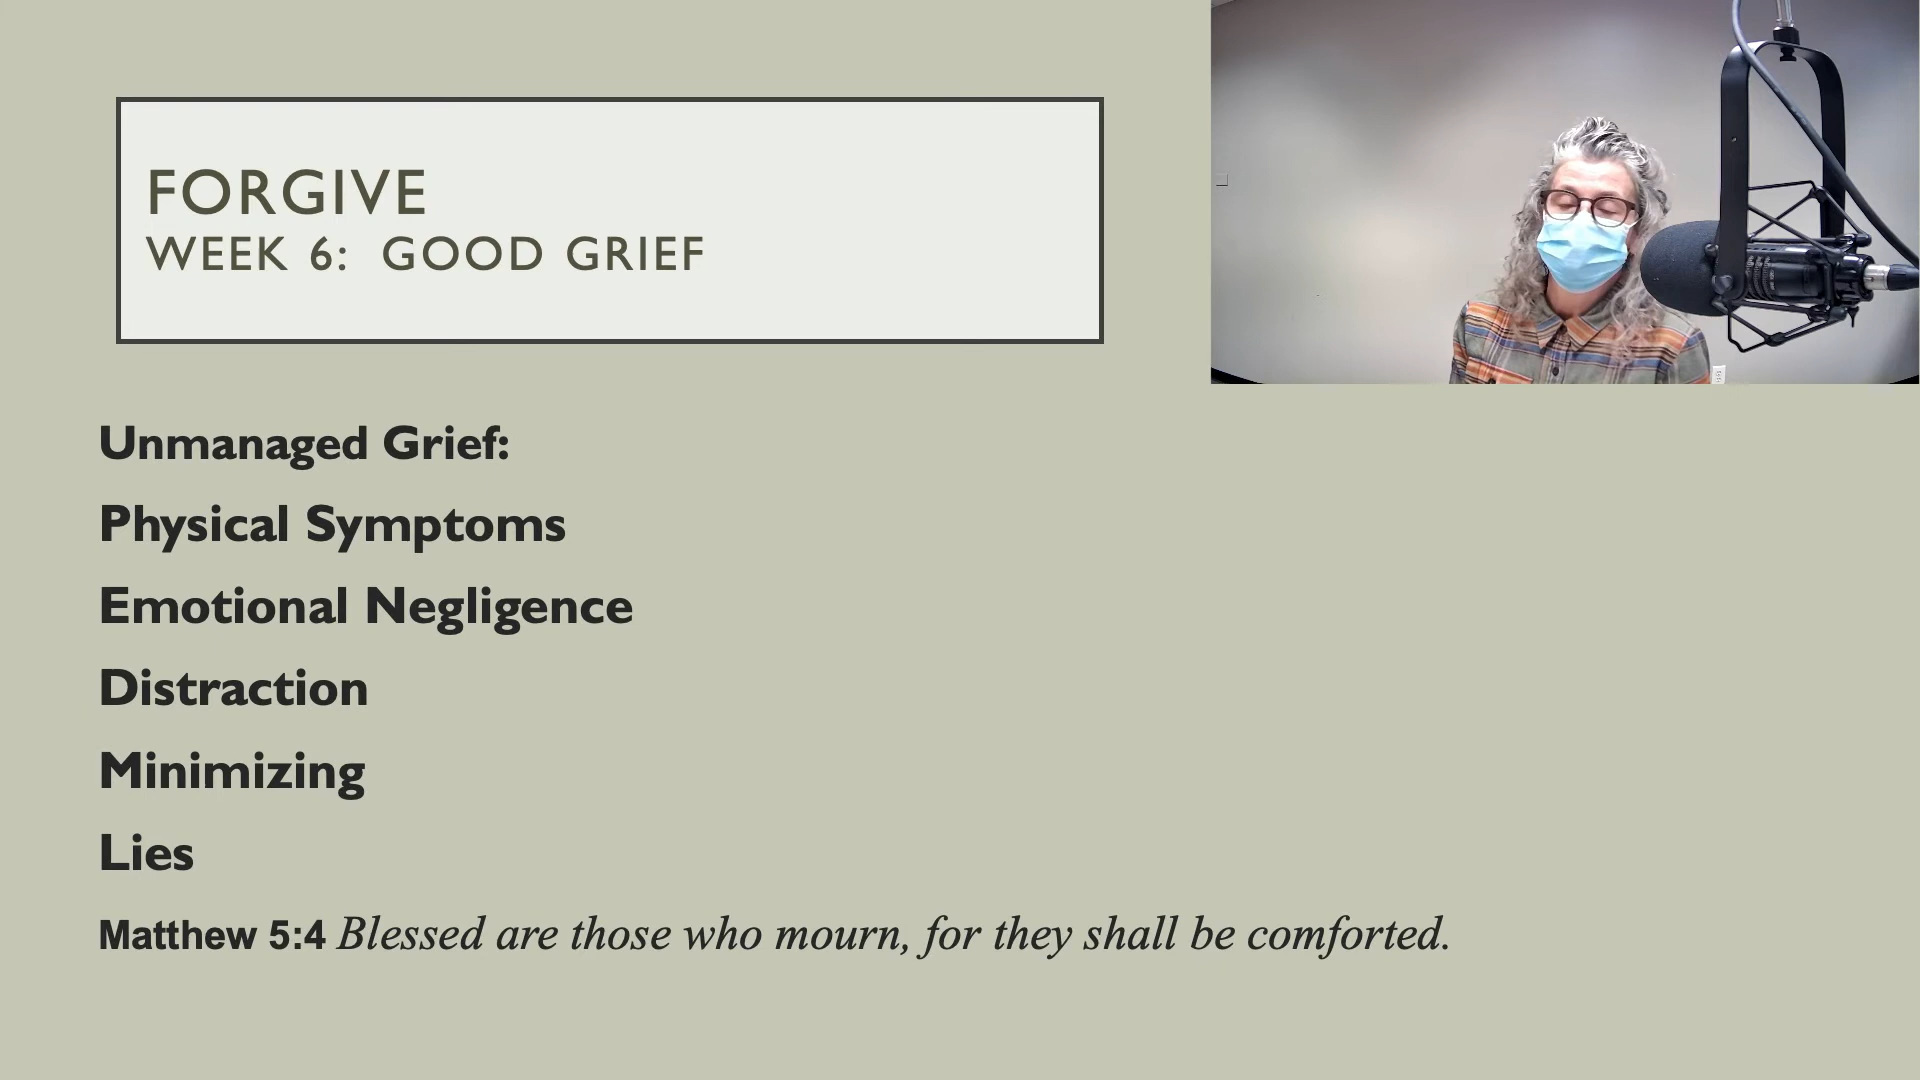 FORGIVE
WEEK 6: GOOD GRIEF
Unmanaged Grief:
Physical Symptoms
Emotional Negligence
Distraction
Minimizing
Lies
Matthew 5:4 Blessed are those who mourn, for they shall be comforted.